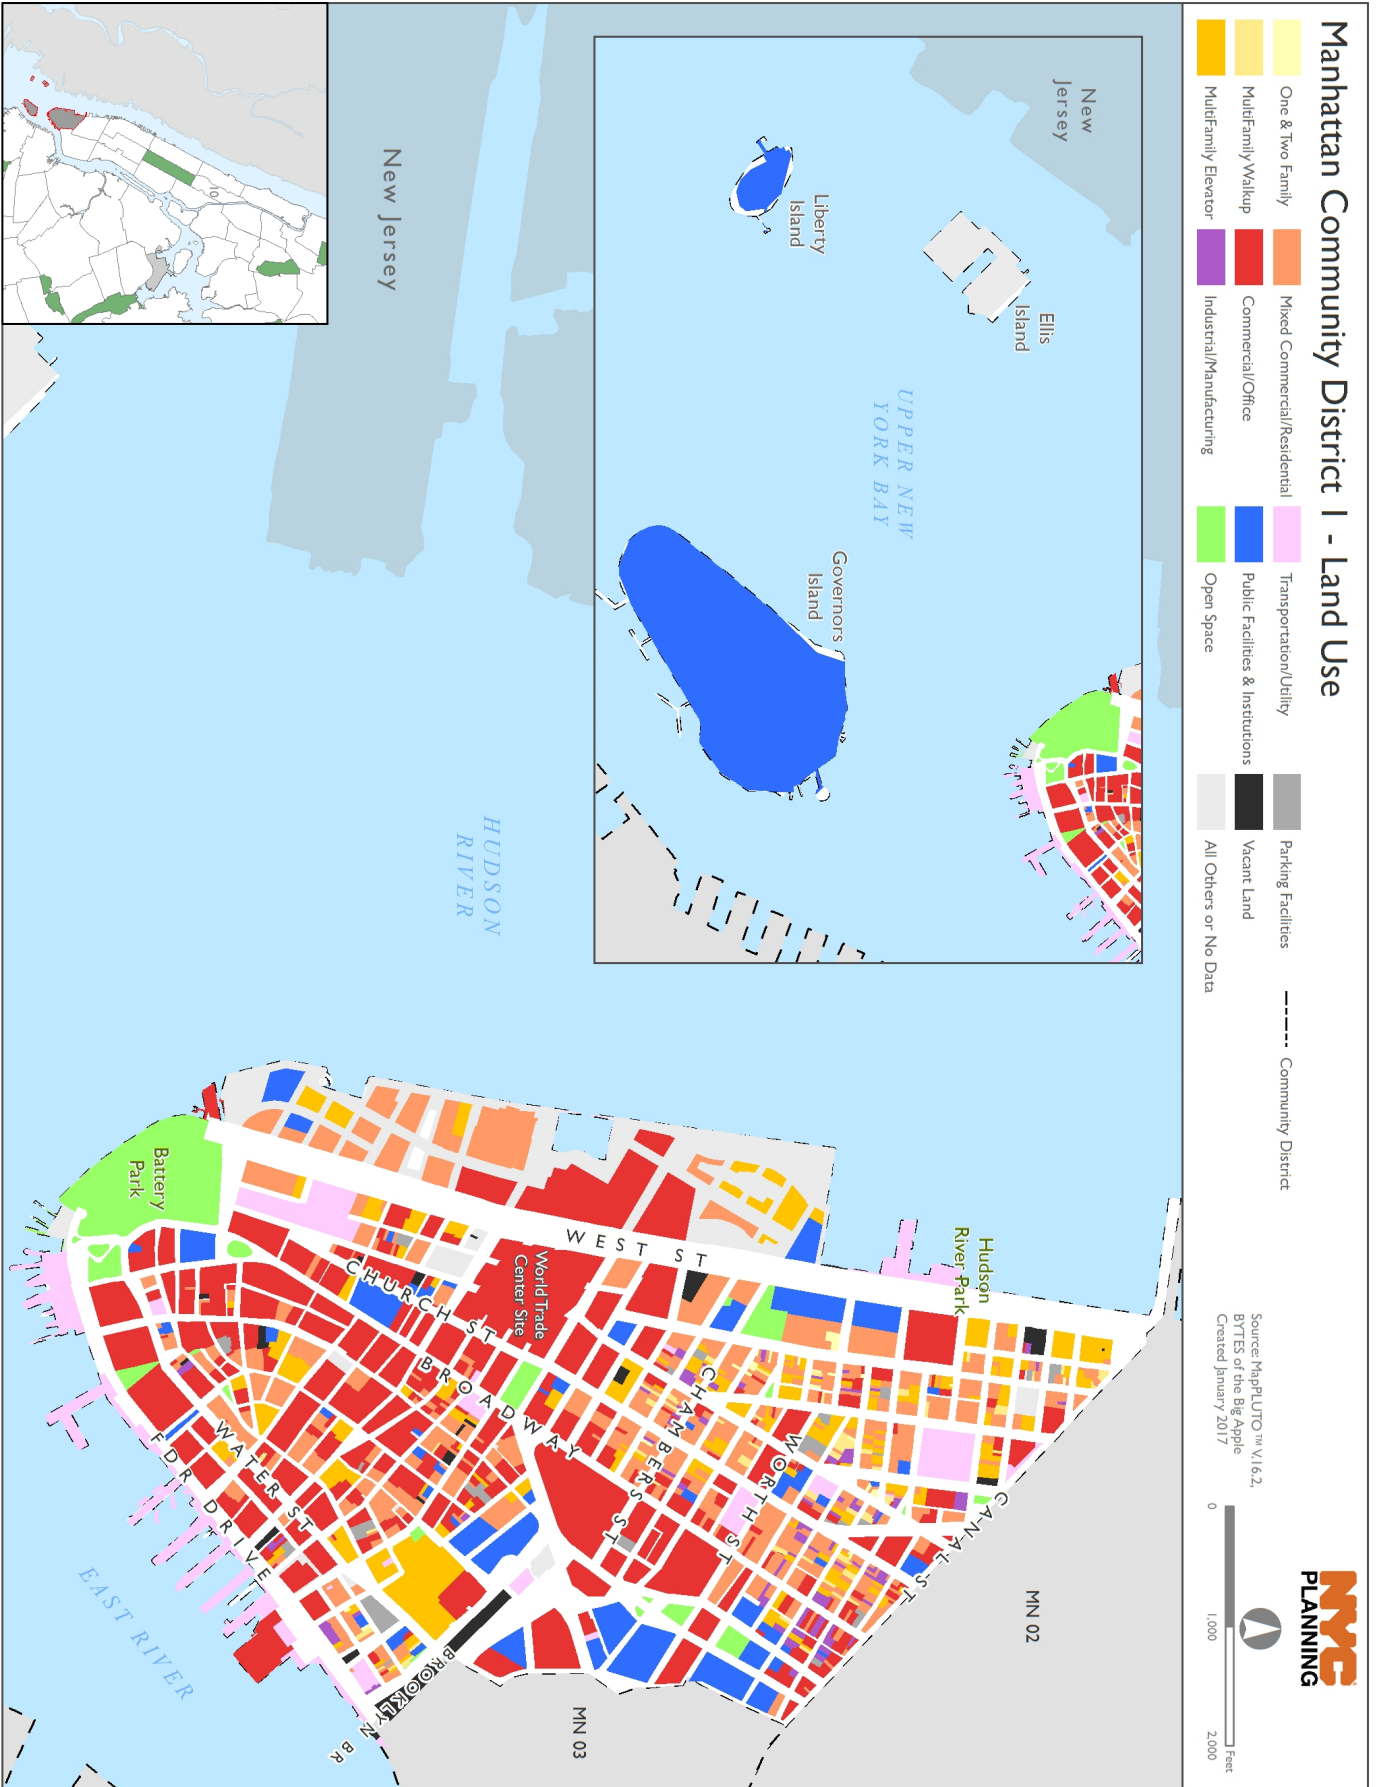 Manhattan Community District 1 - Land Use
One & Two Family
MultiFamily Walkup
MultiFamily Elevator
Mixed Commercial/Residential
Commercial/Office
Industrial/Manufacturing
Transportation/Utility
Public Facilities & Institutions
Open Space
Parking Facilities
Vacant Land
All Others or No Data
Community District
Source: MapPLUTO™ V.16.2,
BYTES of the Big Apple
Created January 2017
NYC
PLANNING
0
1,000
2,000
Feet
New
Jersey
Liberty
Island
Ellis
Island
UPPER NEW
YORK BAY
Governors
Island
New Jersey
10
HUDSON
RIVER
Hudson
River Park
WEST ST
World Trade
Center Site
CHURCH ST
BROADWAY
CHAMBERS ST
WORTH ST
CANAL ST
Battery
Park
WATER ST
FDR DRIVE
BROOKLYN BR
EAST RIVER
MN 02
MN 03